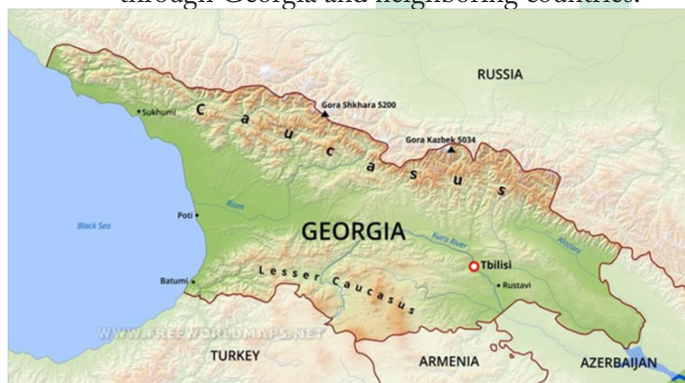 through Georgia and neighboring countries.
RUSSIA
Gora Shkhara 5200
Sukhumi
Caucasus
Gora Kazbek 5034
Black Sea
Poti
Rioni
GEORGIA
Kura River
Alazani
Tbilisi
Batumi
Lesser Caucasus
Rustavi
WWW.FREEWORLDMAPS.NET
TURKEY
ARMENIA
AZERBAIJAN